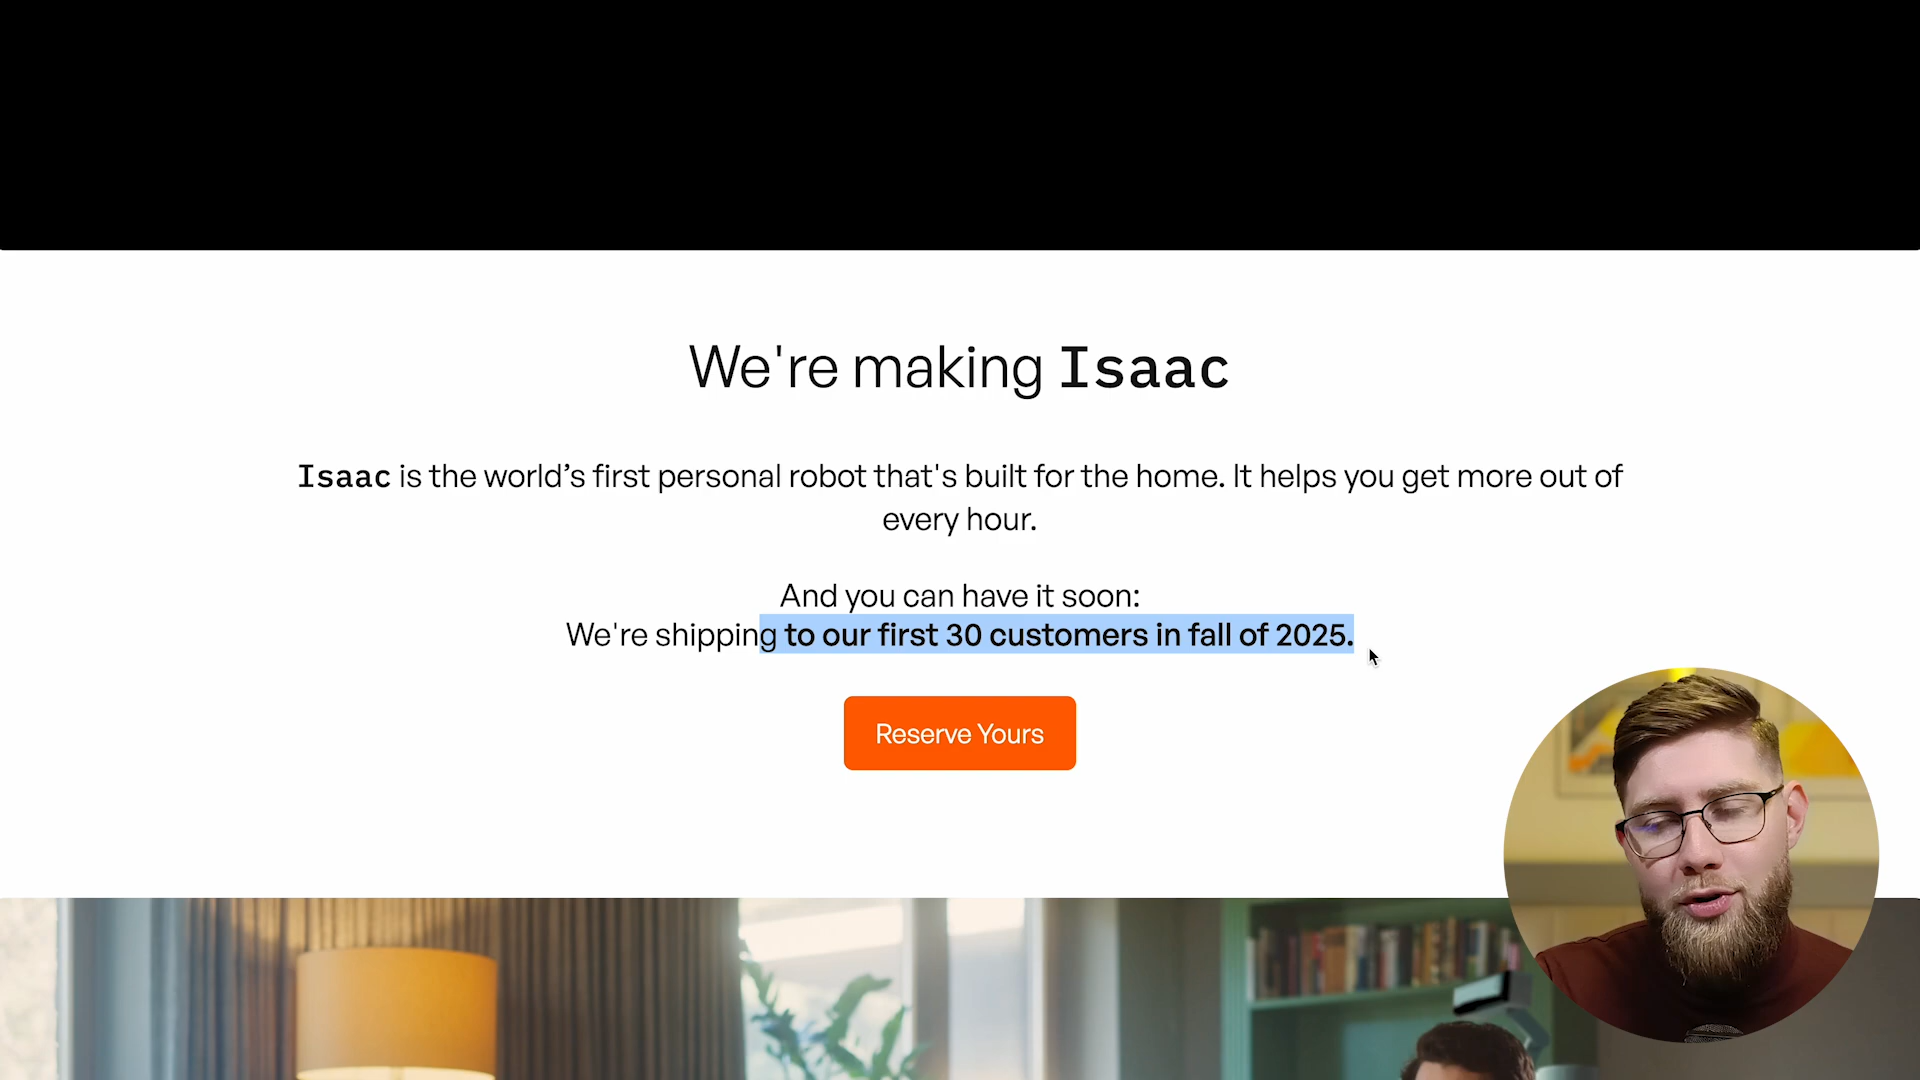 We're making Isaac
Isaac is the world’s first personal robot that's built for the home. It helps you get more out of
every hour.
And you can have it soon:
We're shipping to our first 30 customers in fall of 2025.
Reserve Yours